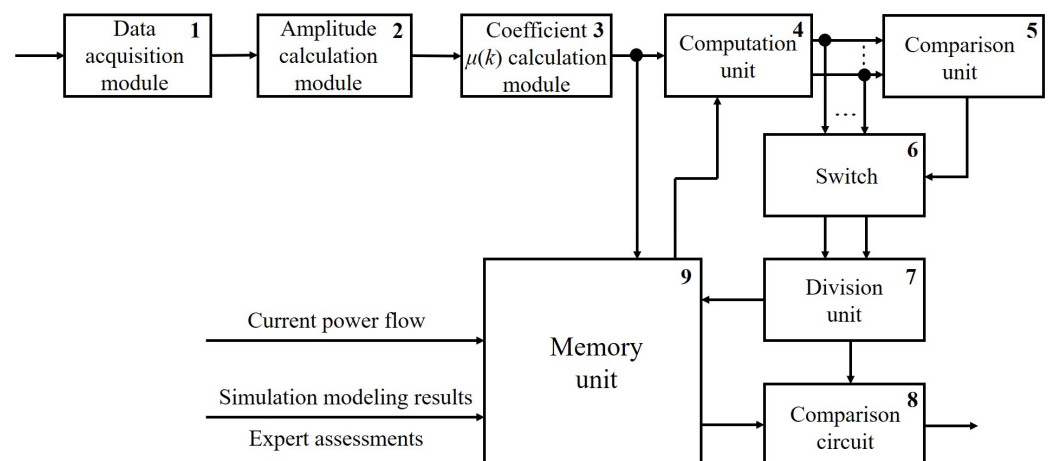 Data 1
acquisition
module
Amplitude 2
calculation
module
Coefficient 3
μ(k) calculation
module
Computation 4
unit
Comparison 5
unit
...
...
6
Switch
9
Memory
unit
7
Division
unit
8
Comparison
circuit
Current power flow
Simulation modeling results
Expert assessments